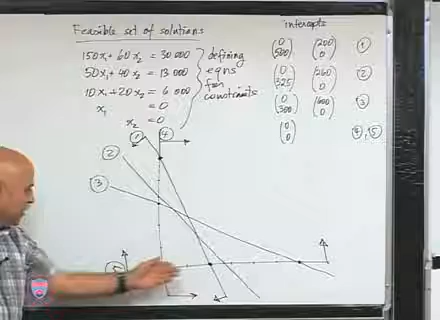 Feasible set of solutions
150x₁ + 60x₂ = 30 000
50x₁ + 40x₂ = 13 000
10x₁ + 20x₂ = 6 000
x₁ = 0
x₂ = 0
defining
eqns
for
constraints
intercepts
(0 500) (200 0) ①
(0 325) (260 0) ②
(0 300) (600 0) ③
(0 0) ④,⑤
① ④
②
③
⑤